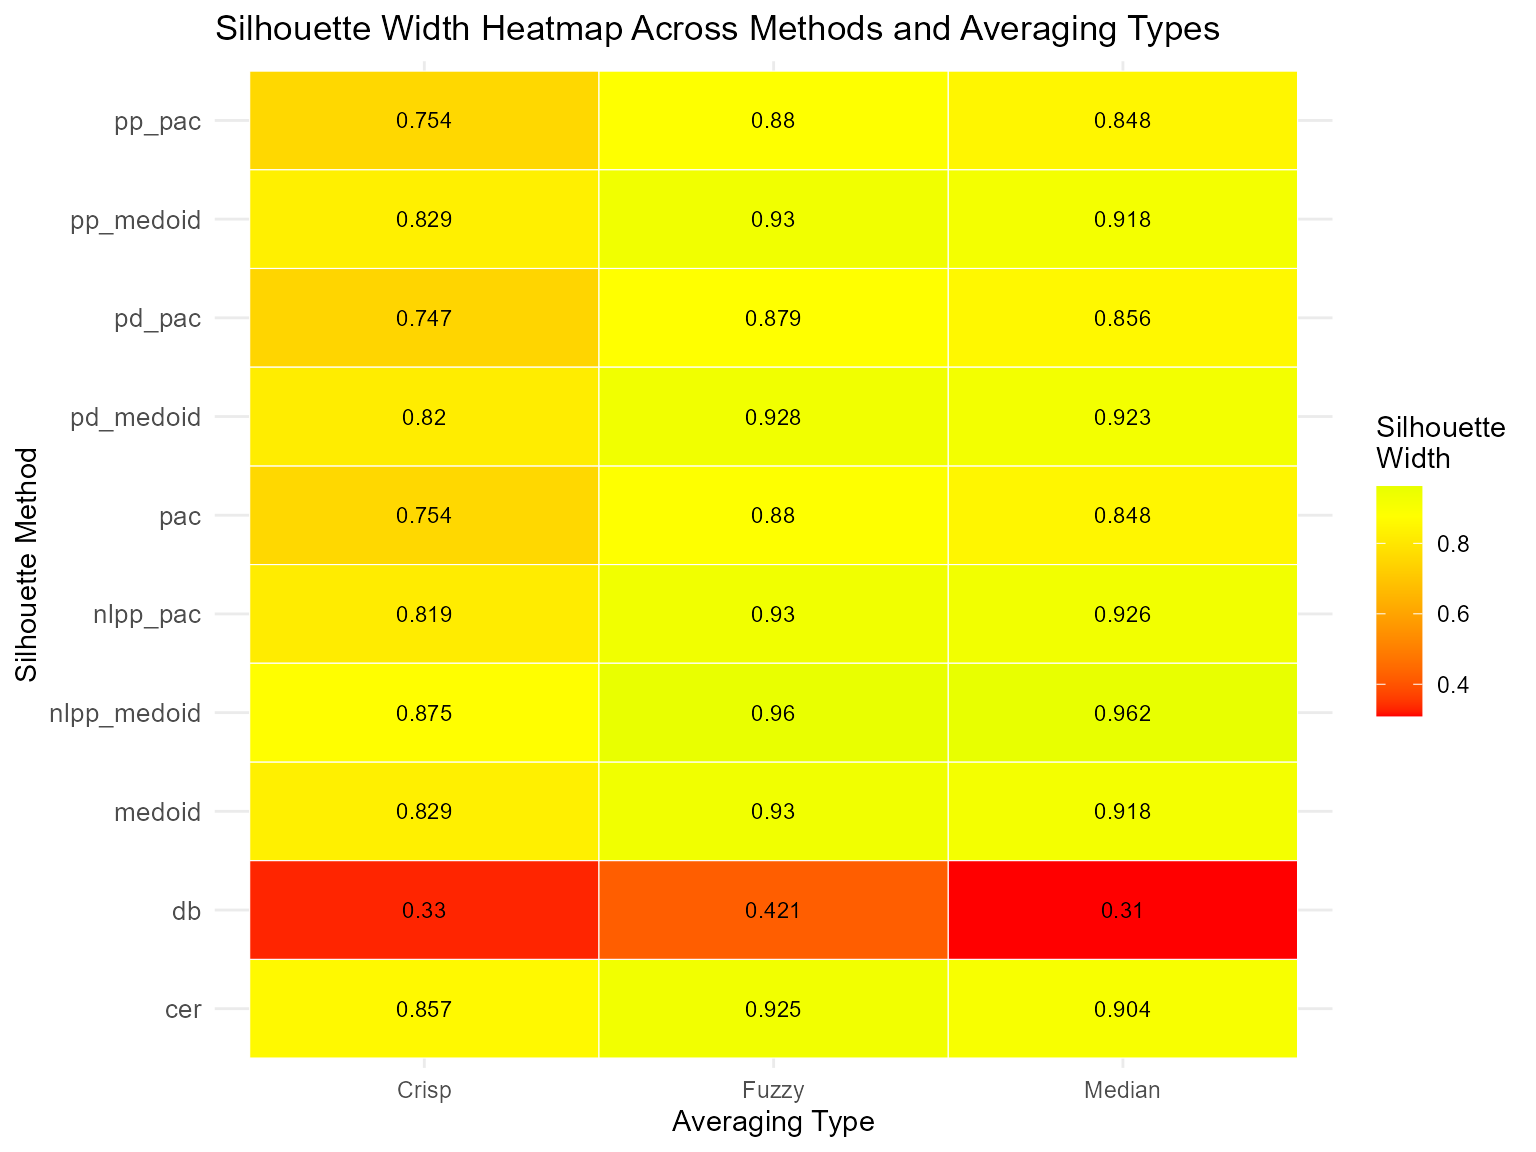 Silhouette Width Heatmap Across Methods and Averaging Types
Silhouette Method
pp_pac 0.754 0.88 0.848
pp_medoid 0.829 0.93 0.918
pd_pac 0.747 0.879 0.856
pd_medoid 0.82 0.928 0.923
pac 0.754 0.88 0.848
nlpp_pac 0.819 0.93 0.926
nlpp_medoid 0.875 0.96 0.962
medoid 0.829 0.93 0.918
db 0.33 0.421 0.31
cer 0.857 0.925 0.904
Crisp Fuzzy Median
Averaging Type
Silhouette
Width
0.8
0.6
0.4